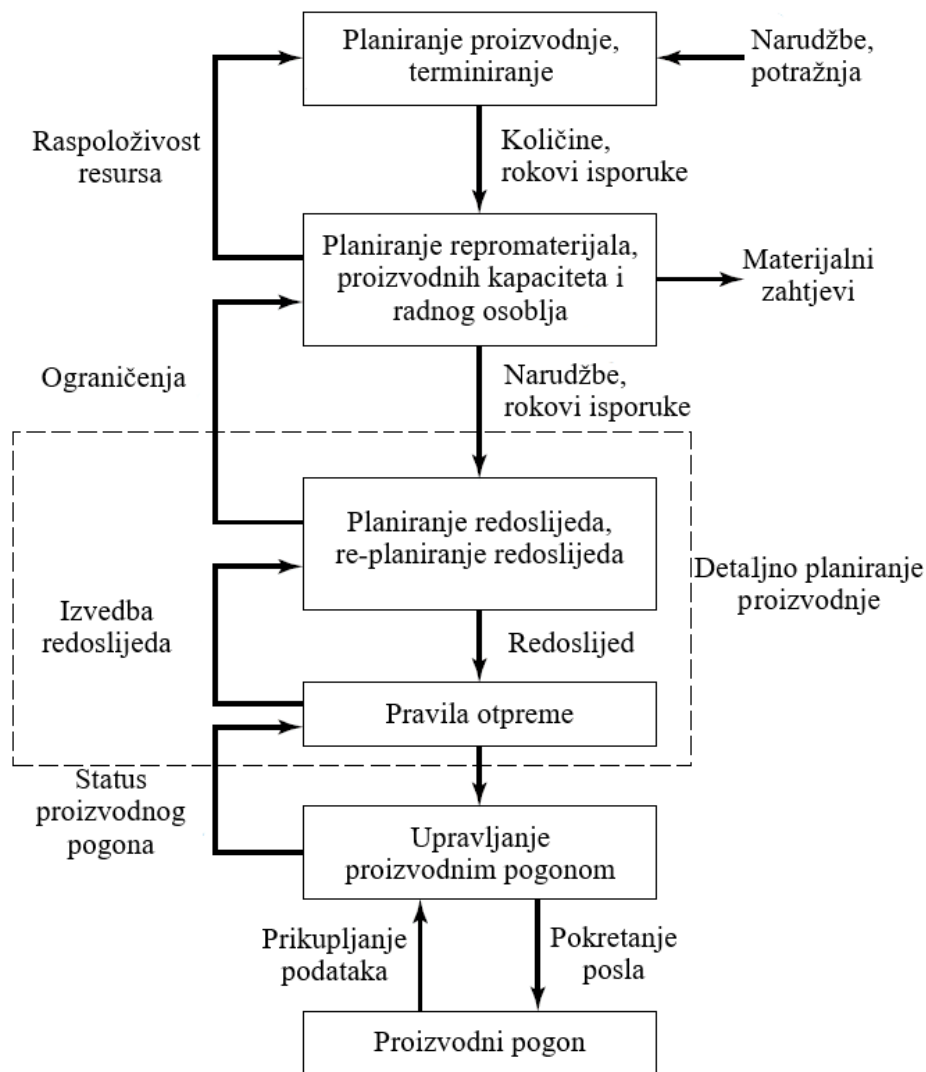 Planiranje proizvodnje,
terminiranje
Narudžbe,
potražnja
Raspoloživost
resursa
Količine,
rokovi isporuke
Planiranje repromaterijala,
proizvodnih kapaciteta i
radnog osoblja
Materijalni
zahtjevi
Ograničenja
Narudžbe,
rokovi isporuke
Planiranje redoslijeda,
re-planiranje redoslijeda
Detaljno planiranje
proizvodnje
Izvedba
redoslijeda
Redoslijed
Pravila otpreme
Status
proizvodnog
pogona
Upravljanje
proizvodnim pogonom
Prikupljanje
podataka
Pokretanje
posla
Proizvodni pogon